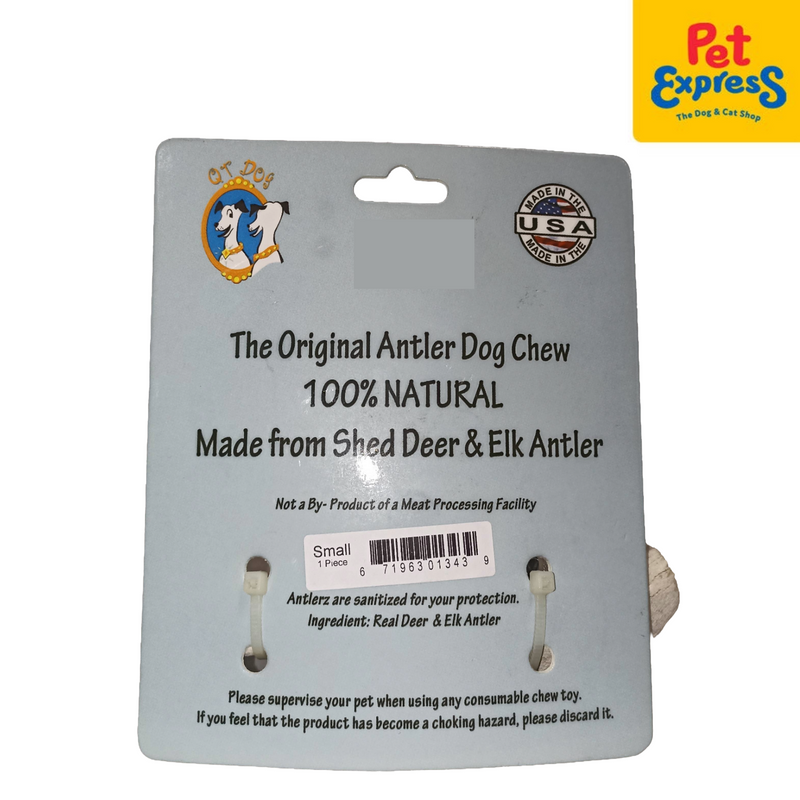 Pet
Express
The Dog & Cat Shop
QT DOG
MADE IN THE
USA
MADE IN THE
The Original Antler Dog Chew
100% NATURAL
Made from Shed Deer & Elk Antler
Not a By- Product of a Meat Processing Facility
Small
1 Piece
6 71963 01343 9
Antlerz are sanitized for your protection.
Ingredient: Real Deer & Elk Antler
Please supervise your pet when using any consumable chew toy.
If you feel that the product has become a choking hazard, please discard it.